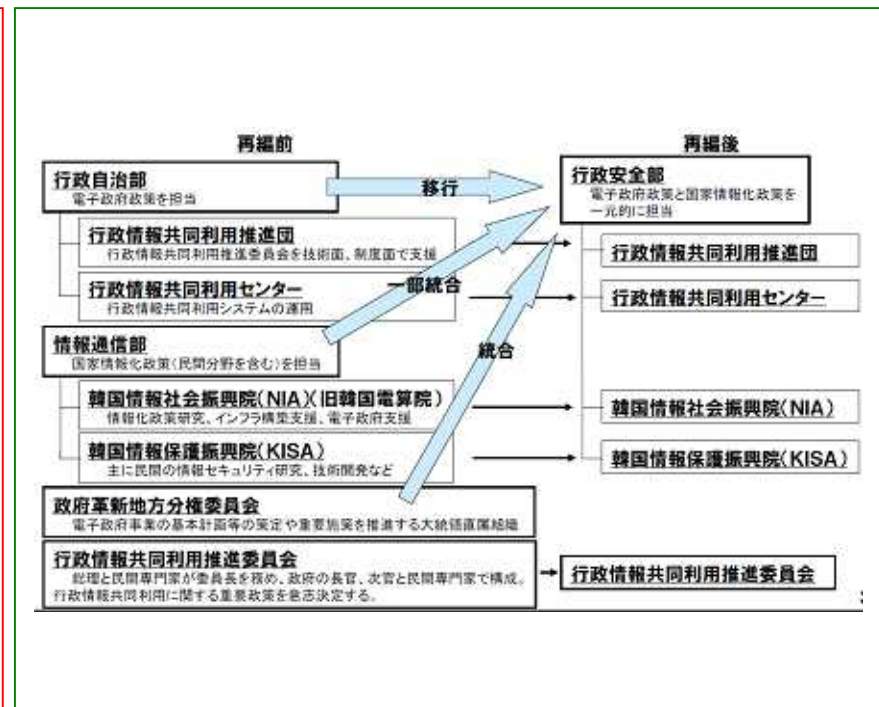 再編前
行政自治部
電子政府政策を担当
行政情報共同利用推進団
行政情報共同利用推進委員会を技術面、制度面で支援
行政情報共同利用センター
行政情報共同利用システムの運用
情報通信部
国家情報化政策(民間分野を含む)を担当
韓国情報社会振興院(NIA)(旧韓国電算院)
情報化政策研究、インフラ構築支援、電子政府支援
韓国情報保護振興院(KISA)
主に民間の情報セキュリティ研究、技術開発など
政府革新地方分権委員会
電子政府事業の基本計画等の策定や重要施策を推進する大統領直属組織
行政情報共同利用推進委員会
総理と民間専門家が委員長を務め、政府の長官、次官と民間専門家で構成。
行政情報共同利用に関する重要政策を意志決定する。
移行
一部統合
統合
再編後
行政安全部
電子政府政策と国家情報化政策を
一元的に担当
行政情報共同利用推進団
行政情報共同利用センター
韓国情報社会振興院(NIA)
韓国情報保護振興院(KISA)
行政情報共同利用推進委員会